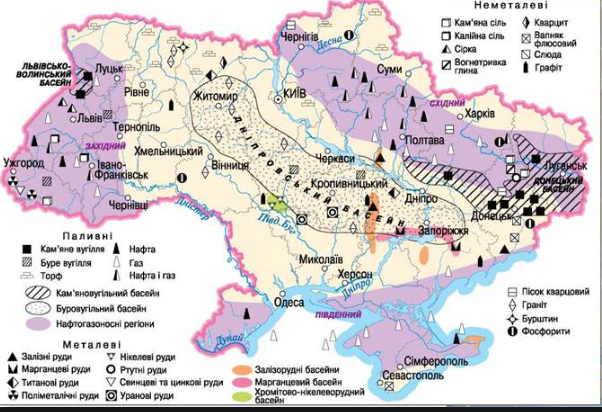 Неметалеві
Кам'яна сіль
Калійна сіль
Сірка
Вогнетривка
глина
Кварцит
Вапняк
флюсовий
Слюда
Графіт
Чернігів
Десна
Суми
ЛЬВІВСЬКО-
ВОЛИНСЬКИЙ
БАСЕЙН
Луцьк
Рівне
Житомир
КИЇВ
СХІДНИЙ
Харків
Львів
Тернопіль
Полтава
ЗАХІДНИЙ
Хмельницький
Черкаси
Луганськ
Ужгород
Івано-
Франківськ
Вінниця
ДНІПРОВСЬКИЙ БАСЕЙН
Кропивницький
ДОНЕЦЬКИЙ
БАСЕЙН
Дніпро
Чернівці
Дністер
Півд. Буг
Донецьк
Запоріжжя
Миколаїв
Херсон
Дніпро
Одеса
ПІВДЕННИЙ
Дунай
Сімферополь
Севастополь
Паливні
Кам'яне вугілля
Буре вугілля
Торф
Нафта
Газ
Нафта і газ
Кам'яновугільний басейн
Буровугільний басейн
Нафтогазоносні регіони
Металеві
Залізні руди
Марганцеві руди
Титанові руди
Поліметалічні руди
Нікелеві руди
Ртутні руди
Свинцеві та цинкові руди
Уранові руди
Залізорудні басейни
Марганцевий басейн
Хромітово-нікелеворудний
басейн
Пісок кварцовий
Граніт
Бурштин
Фосфорити